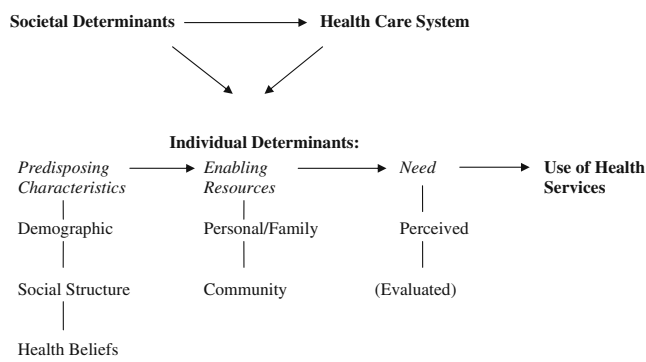 Societal Determinants Health Care System
Individual Determinants:
Predisposing Enabling Need Use of Health
Characteristics Resources Services
Demographic Personal/Family Perceived
Social Structure Community (Evaluated)
Health Beliefs